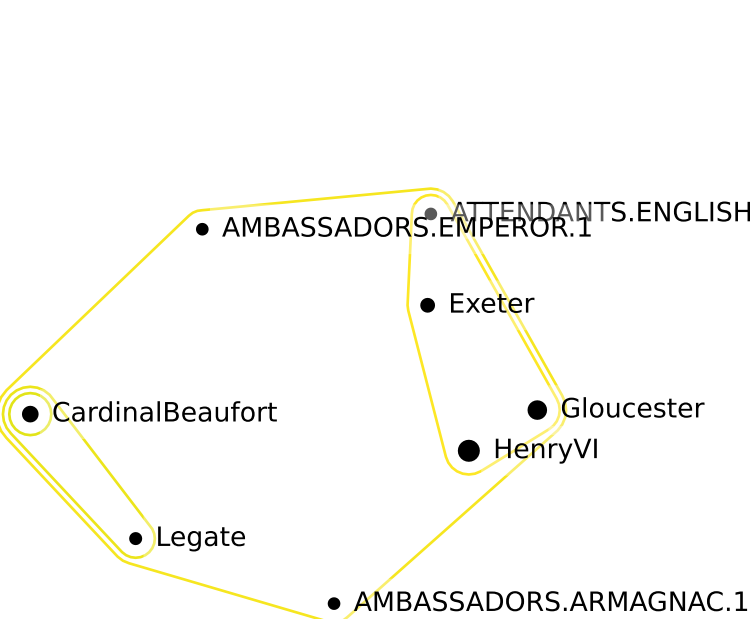 ATTENDANTS.ENGLISH
AMBASSADORS.EMPEROR.1
Exeter
CardinalBeaufort
Gloucester
HenryVI
Legate
AMBASSADORS.ARMAGNAC.1